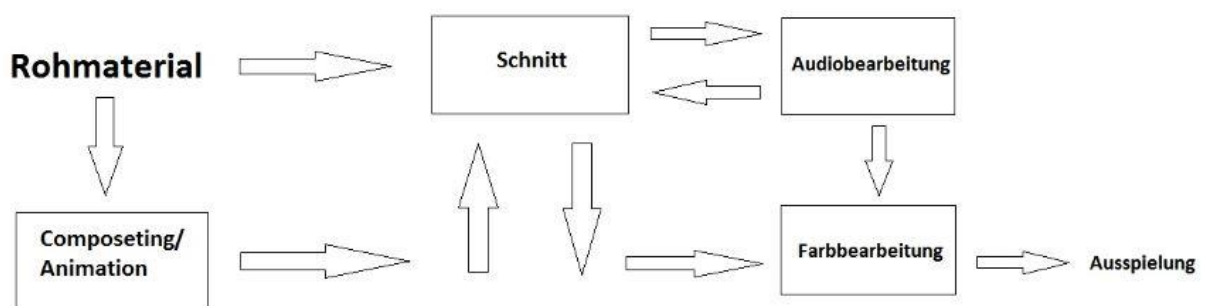 Rohmaterial
Schnitt
Audiobearbeitung
Composeting/
Animation
Farbbearbeitung
Ausspielung